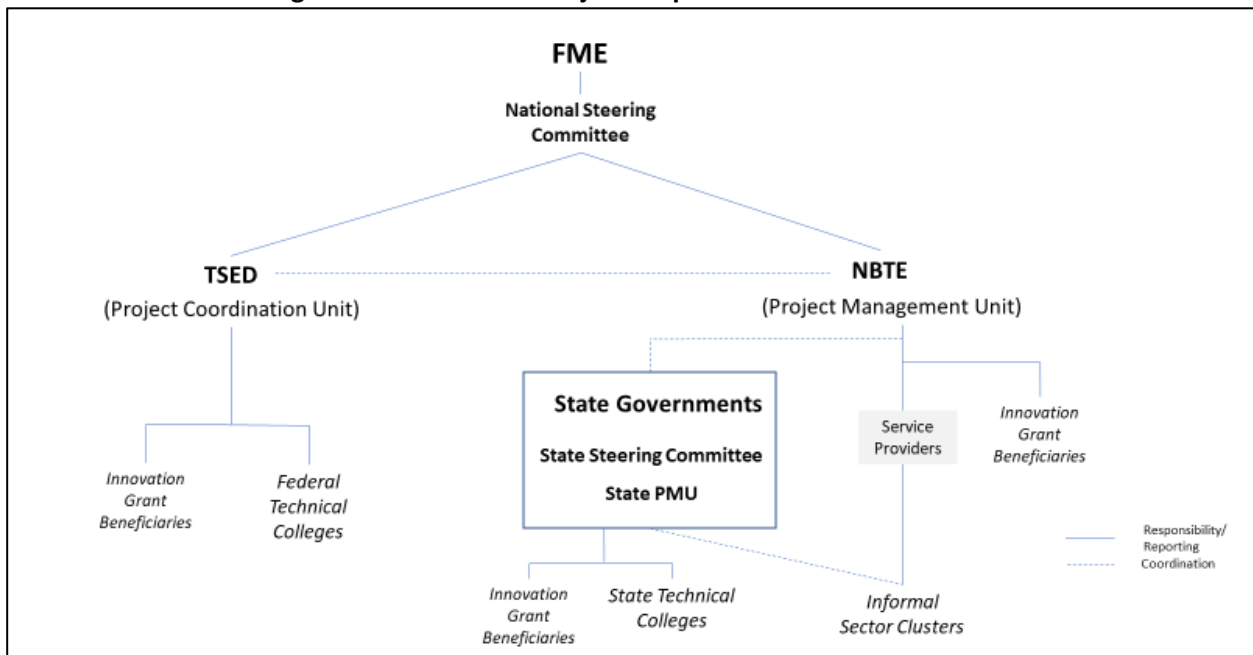 FME
National Steering
Committee
TSED
(Project Coordination Unit)
NBTE
(Project Management Unit)
State Governments
State Steering Committee
State PMU
Service
Providers
Innovation
Grant
Beneficiaries
Innovation
Grant
Beneficiaries
Federal
Technical
Colleges
Responsibility/
Reporting
Coordination
Innovation
Grant
Beneficiaries
State Technical
Colleges
Informal
Sector Clusters